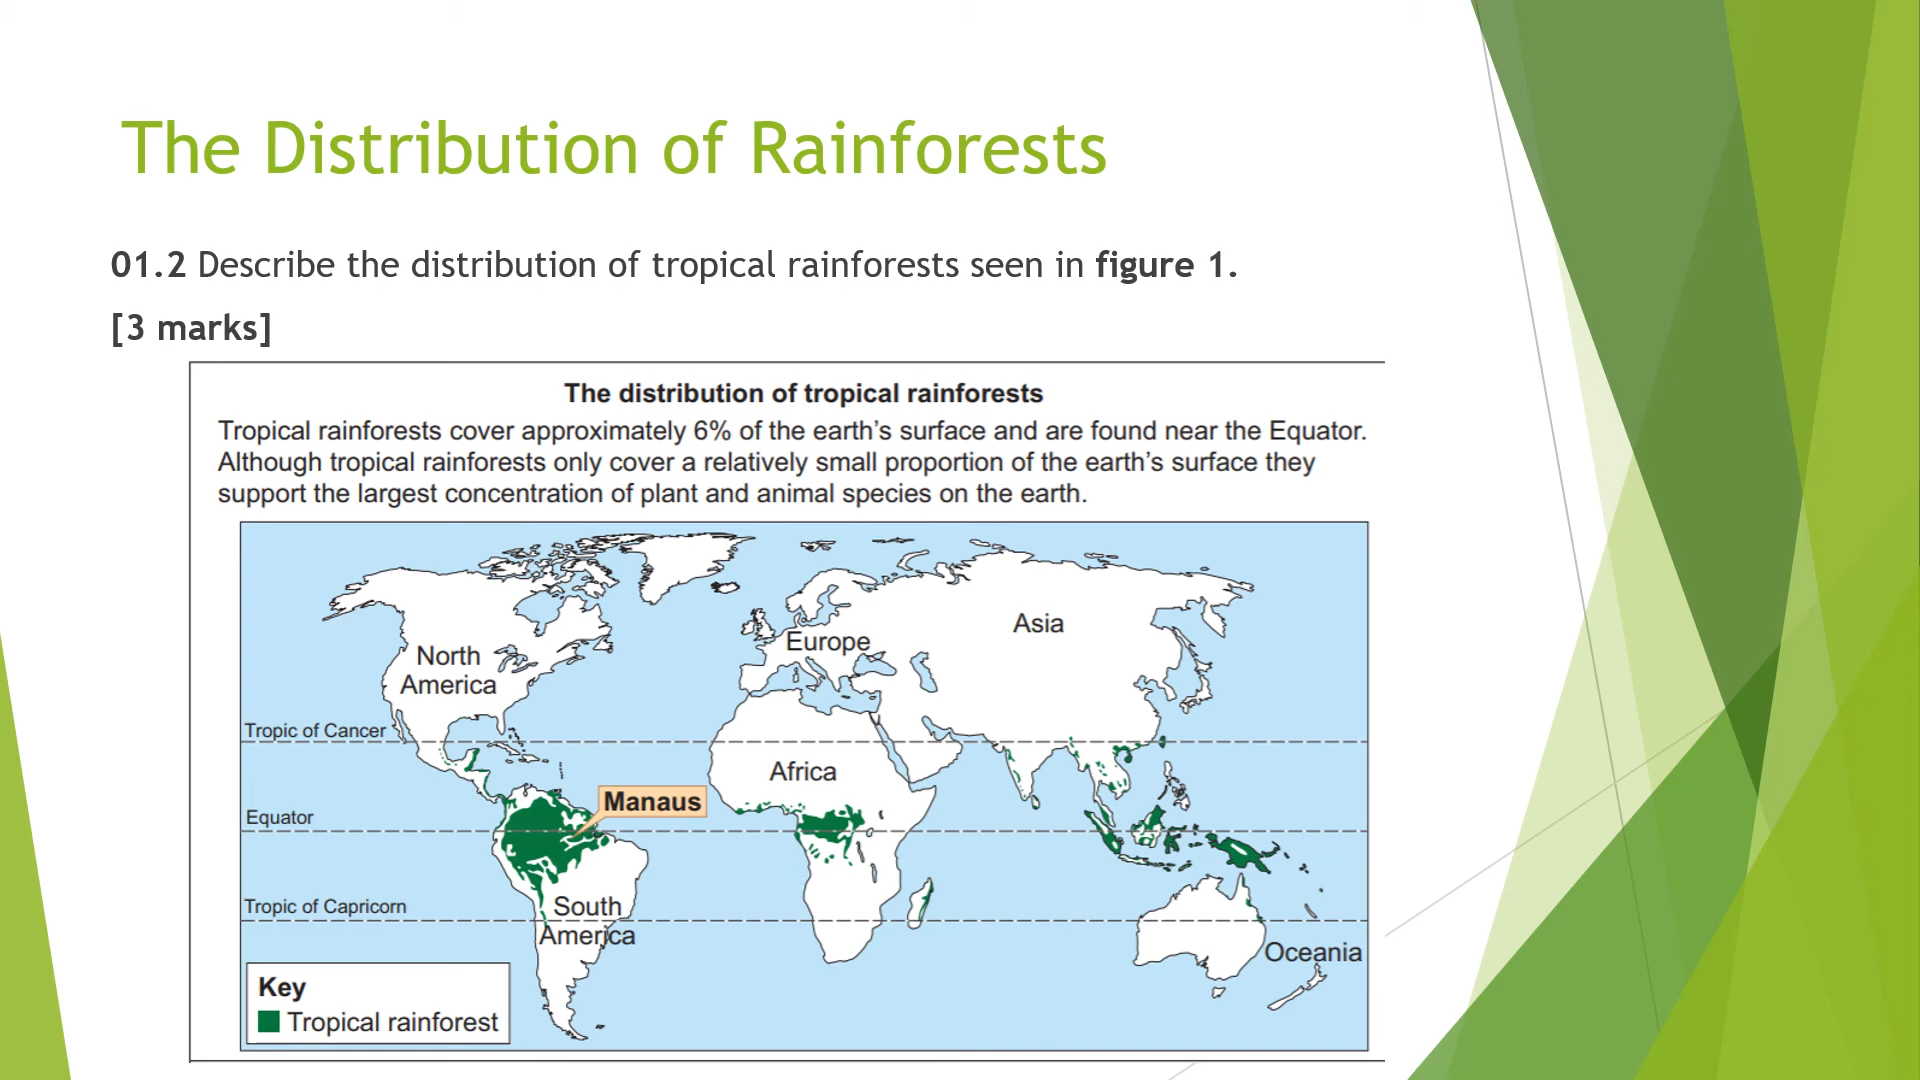 The Distribution of Rainforests
01.2 Describe the distribution of tropical rainforests seen in figure 1.
[3 marks]
The distribution of tropical rainforests
Tropical rainforests cover approximately 6% of the earth's surface and are found near the Equator.
Although tropical rainforests only cover a relatively small proportion of the earth's surface they
support the largest concentration of plant and animal species on the earth.
North
America
Europe
Asia
Tropic of Cancer
Africa
Manaus
Equator
Tropic of Capricorn
South
America
Oceania
Key
Tropical rainforest